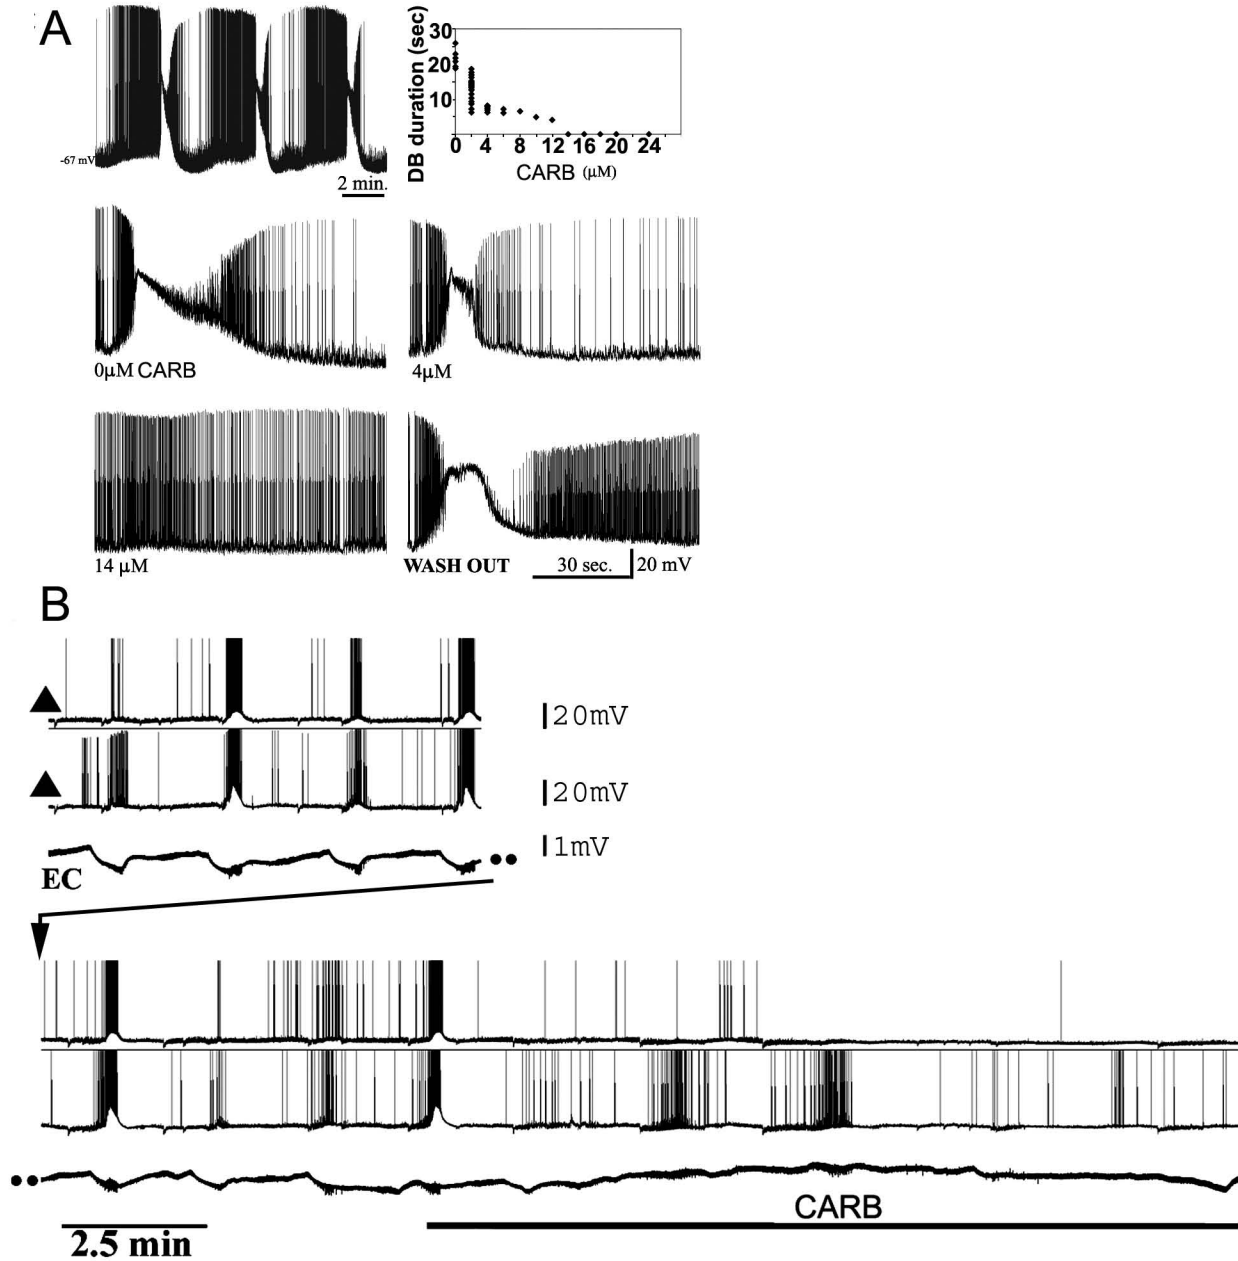 A
-67 mV
2 min.
DB duration (sec)
30
20
10
0 4 8 12 16 20 24
CARB (μM)
0μM CARB
4μM
14 μM
WASH OUT
30 sec.
20 mV
B
20mV
20mV
1mV
EC
CARB
2.5 min